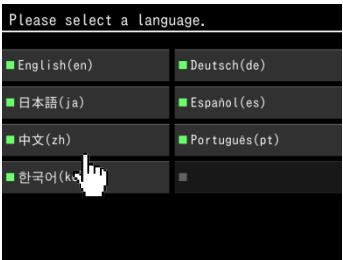 Please select a language.
English(en)
Deutsch(de)
日本語(ja)
Español(es)
中文(zh)
Português(pt)
한국어(k